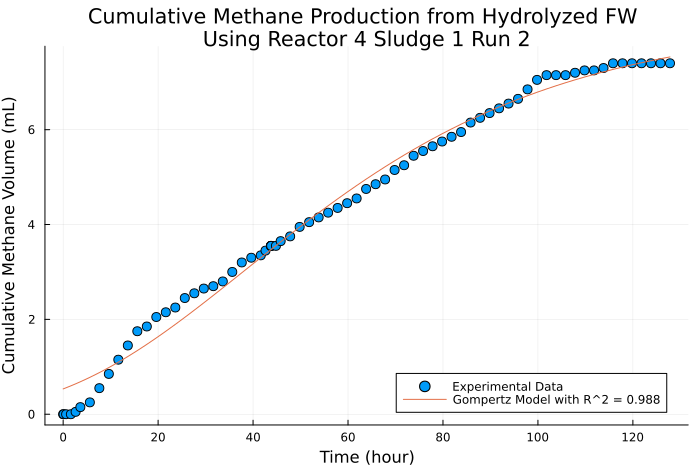 Cumulative Methane Production from Hydrolyzed FW
Using Reactor 4 Sludge 1 Run 2
Cumulative Methane Volume (mL)
6
4
2
0
Experimental Data
Gompertz Model with R^2 = 0.988
0 20 40 60 80 100 120
Time (hour)